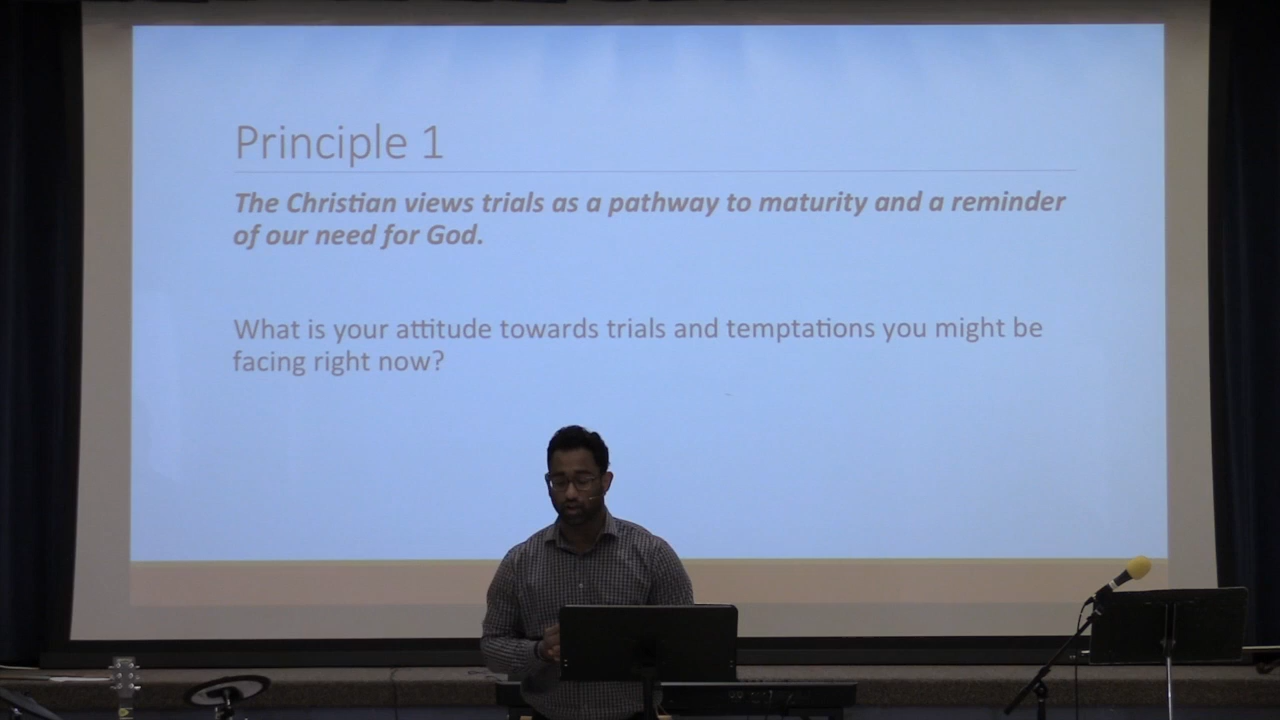 Principle 1
The Christian views trials as a pathway to maturity and a reminder
of our need for God.
What is your attitude towards trials and temptations you might be
facing right now?